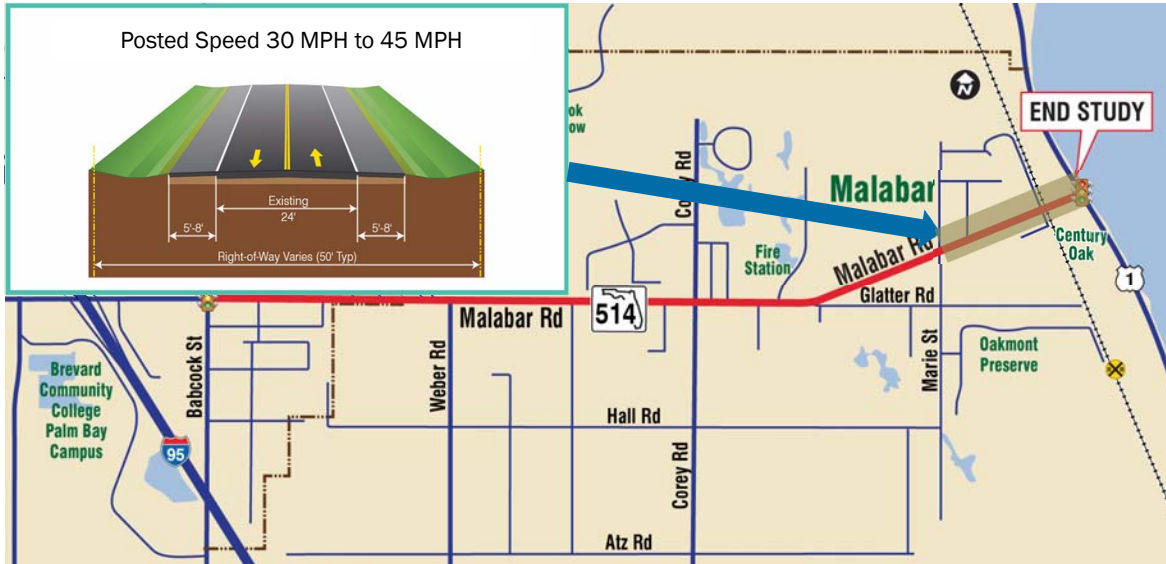 Posted Speed 30 MPH to 45 MPH
Existing
24'
5'-8'
5'-8'
Right-of-Way Varies (50' Typ)
N
END STUDY
Malabar
Century
Oak
1
Fire
Station
Malabar Rd
Glatter Rd
514
Malabar Rd
Babcock St
Weber Rd
Corey Rd
Marie St
Oakmont
Preserve
Brevard
Community
College
Palm Bay
Campus
95
Hall Rd
Corey Rd
Atz Rd